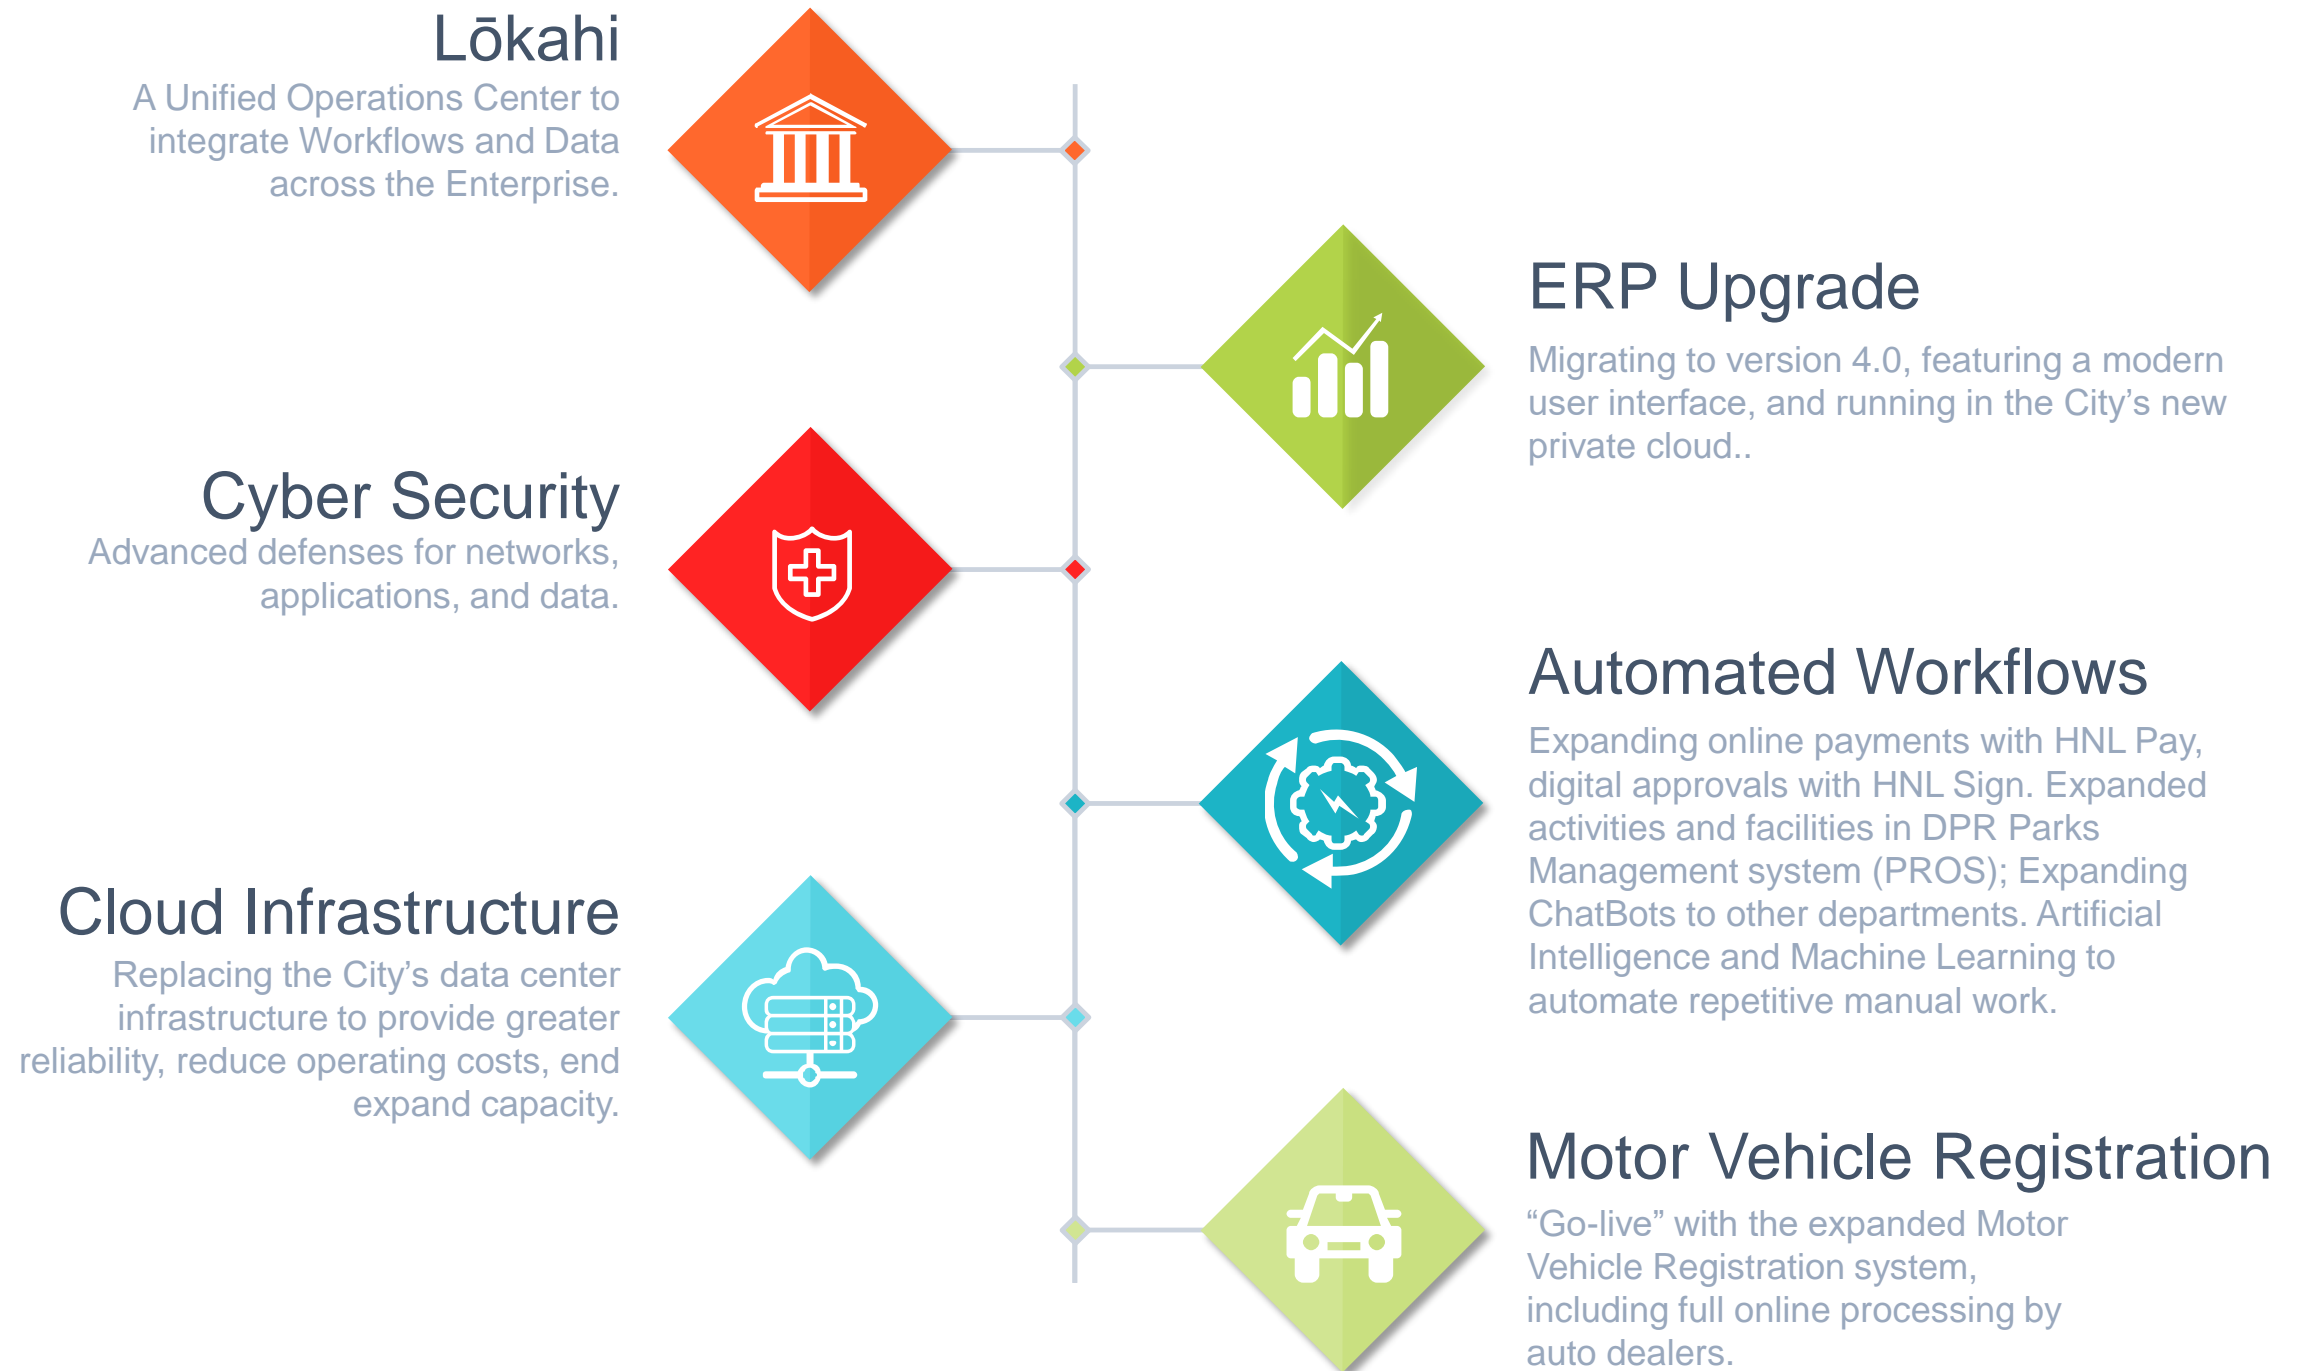 Lōkahi
A Unified Operations Center to
integrate Workflows and Data
across the Enterprise.
ERP Upgrade
Migrating to version 4.0, featuring a modern
user interface, and running in the City’s new
private cloud..
Cyber Security
Advanced defenses for networks,
applications, and data.
Automated Workflows
Expanding online payments with HNL Pay,
digital approvals with HNL Sign. Expanded
activities and facilities in DPR Parks
Management system (PROS); Expanding
ChatBots to other departments. Artificial
Intelligence and Machine Learning to
automate repetitive manual work.
Cloud Infrastructure
Replacing the City’s data center
infrastructure to provide greater
reliability, reduce operating costs, end
expand capacity.
Motor Vehicle Registration
“Go-live” with the expanded Motor
Vehicle Registration system,
including full online processing by
auto dealers.